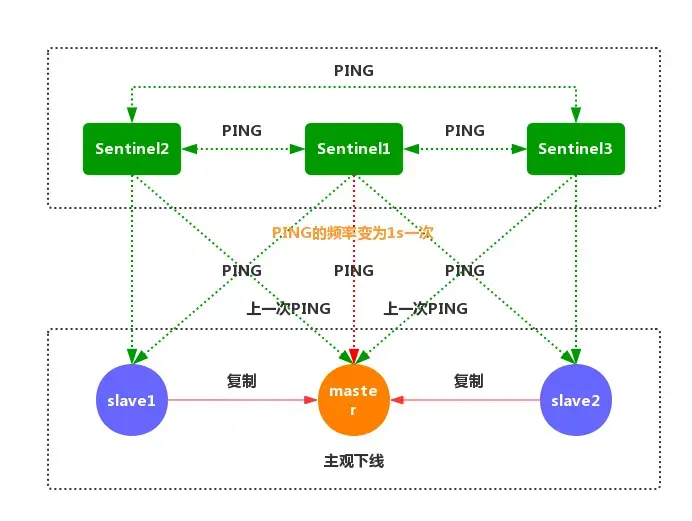 PING
PING
PING
Sentinel2
Sentinel1
Sentinel3
PING的频率变为1s一次
PING
PING
PING
上一次PING
上一次PING
复制
复制
slave1
maste
r
slave2
主观下线